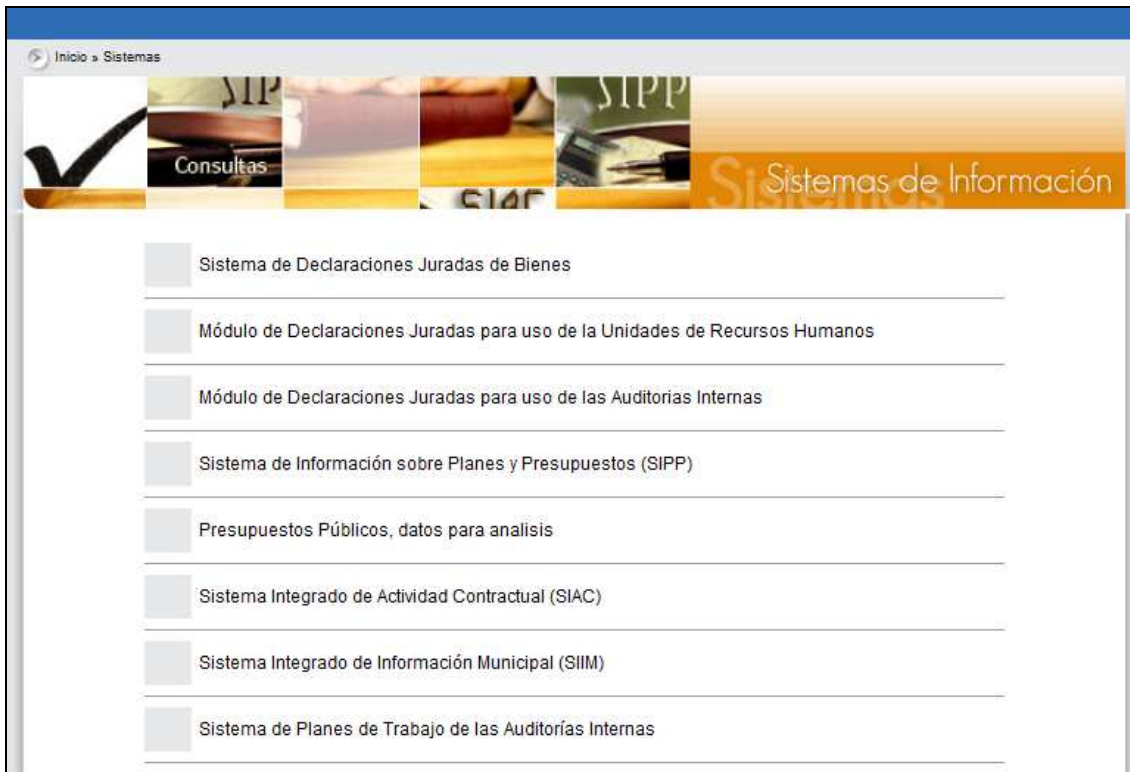 Inicio » Sistemas
SIPP
Consultas
SIAC
SIPP
Sistemas
Sistemas de Información
Sistema de Declaraciones Juradas de Bienes
Módulo de Declaraciones Juradas para uso de la Unidades de Recursos Humanos
Módulo de Declaraciones Juradas para uso de las Auditorias Internas
Sistema de Información sobre Planes y Presupuestos (SIPP)
Presupuestos Públicos, datos para analisis
Sistema Integrado de Actividad Contractual (SIAC)
Sistema Integrado de Información Municipal (SIIM)
Sistema de Planes de Trabajo de las Auditorías Internas